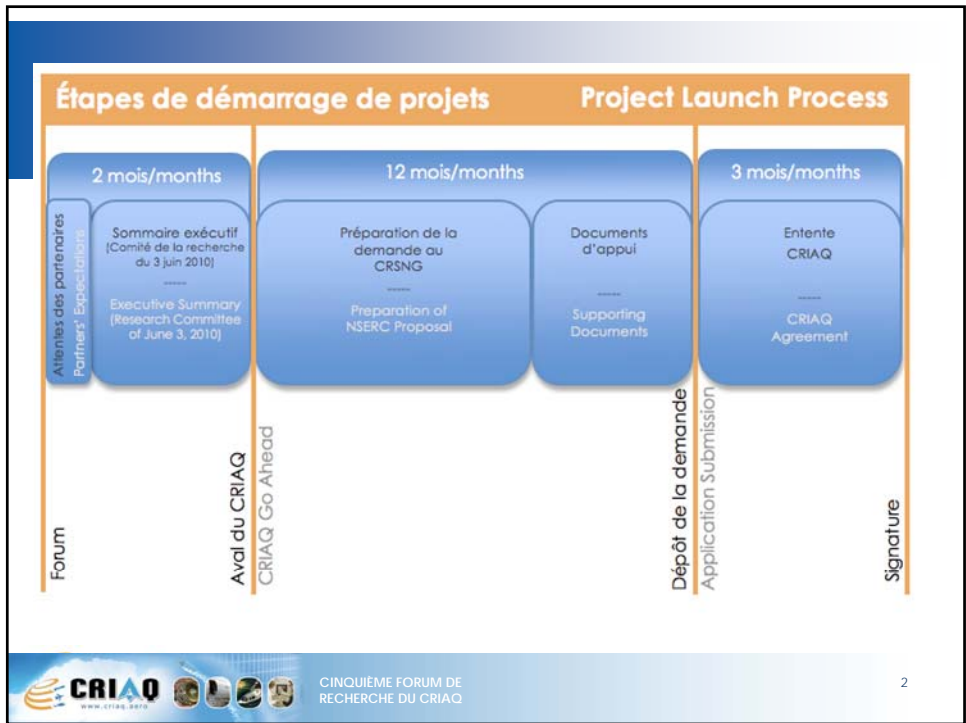 Étapes de démarrage de projets
Project Launch Process
2 mois/months
12 mois/months
3 mois/months
Attentes des partenaires
Partners' Expectations
Sommaire exécutif
(Comité de la recherche
du 3 juin 2010)
-----
Executive Summary
(Research Committee
of June 3, 2010)
Préparation de la
demande au
CRSNG
-----
Preparation of
NSERC Proposal
Documents
d'appui
-----
Supporting
Documents
Entente
CRIAQ
-----
CRIAQ
Agreement
Forum
Aval du CRIAQ
CRIAQ Go Ahead
Dépôt de la demande
Application Submission
Signature
CRIAQ
www.criaq.aero
CINQUIÈME FORUM DE
RECHERCHE DU CRIAQ
2